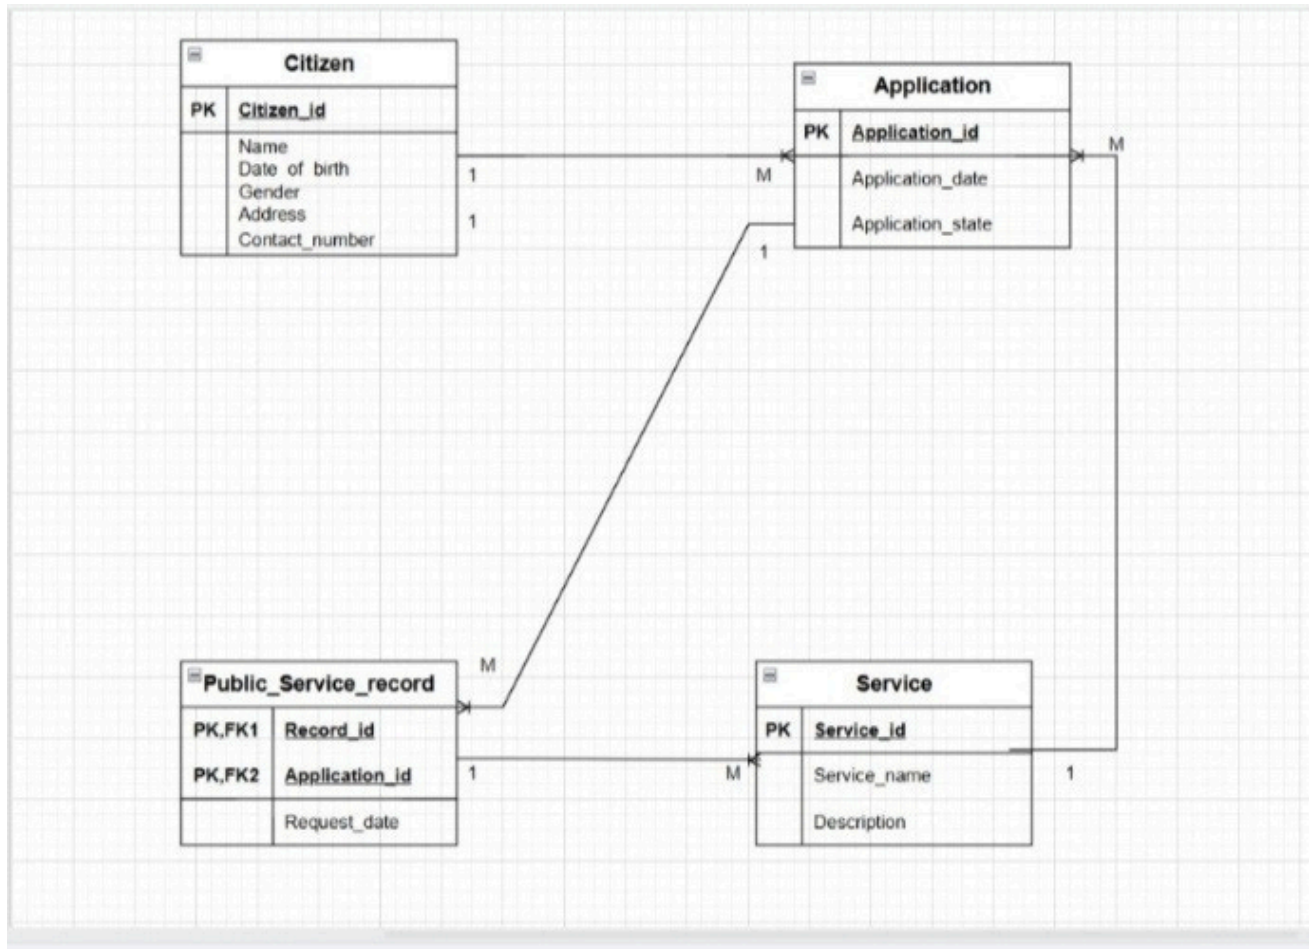 Citizen
PK Citizen_id
Name
Date of birth
Gender
Address
Contact_number
1
1
Application
PK Application_id
Application_date
Application_state
M
M
1
Public_Service_record
PK,FK1 Record_id
PK,FK2 Application_id
Request_date
M
1
Service
PK Service_id
Service_name
Description
M
1